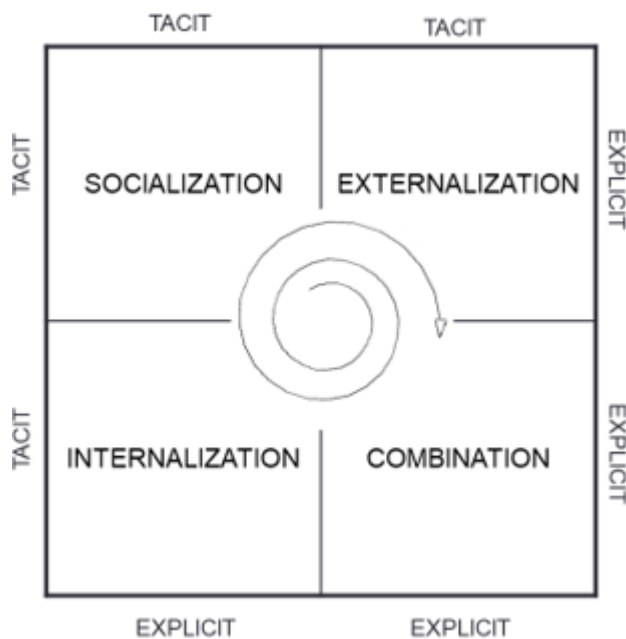 TACIT
TACIT
TACIT
SOCIALIZATION
EXTERNALIZATION
EXPLICIT
TACIT
INTERNALIZATION
COMBINATION
EXPLICIT
EXPLICIT
EXPLICIT